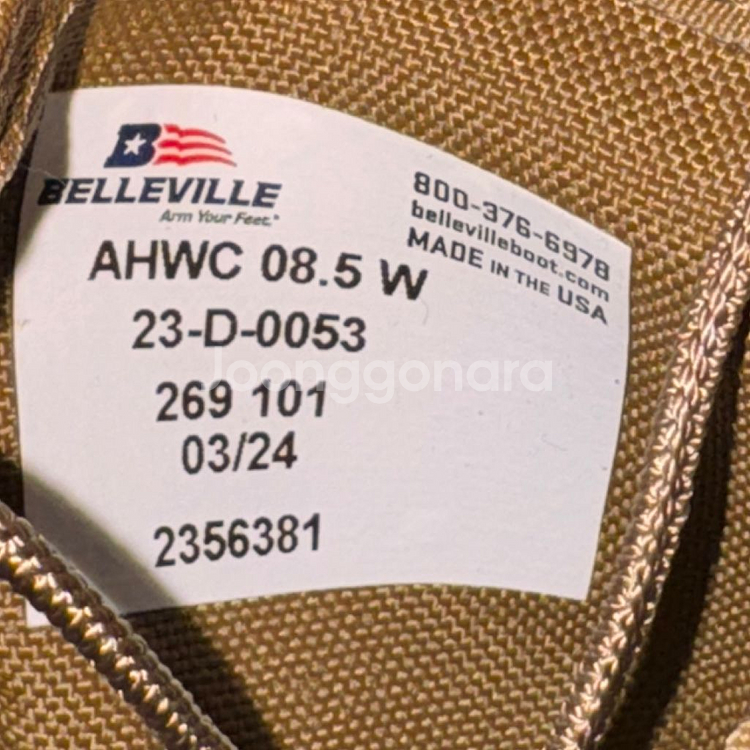 B
BELLEVILLE
Arm Your Feet.®
800-376-6978
bellevilleboot.com
MADE IN THE USA
AHWC 08.5 W
23-D-0053
269 101
03/24
2356381
Joonggonara